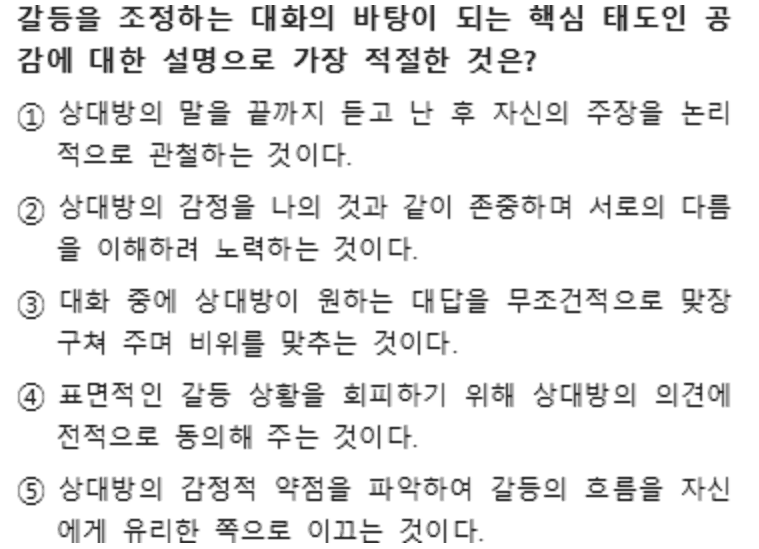 갈등을 조정하는 대화의 바탕이 되는 핵심 태도인 공
감에 대한 설명으로 가장 적절한 것은?
① 상대방의 말을 끝까지 듣고 난 후 자신의 주장을 논리
적으로 관철하는 것이다.
② 상대방의 감정을 나의 것과 같이 존중하며 서로의 다름
을 이해하려 노력하는 것이다.
③ 대화 중에 상대방이 원하는 대답을 무조건적으로 맞장
구쳐 주며 비위를 맞추는 것이다.
④ 표면적인 갈등 상황을 회피하기 위해 상대방의 의견에
전적으로 동의해 주는 것이다.
⑤ 상대방의 감정적 약점을 파악하여 갈등의 흐름을 자신
에게 유리한 쪽으로 이끄는 것이다.